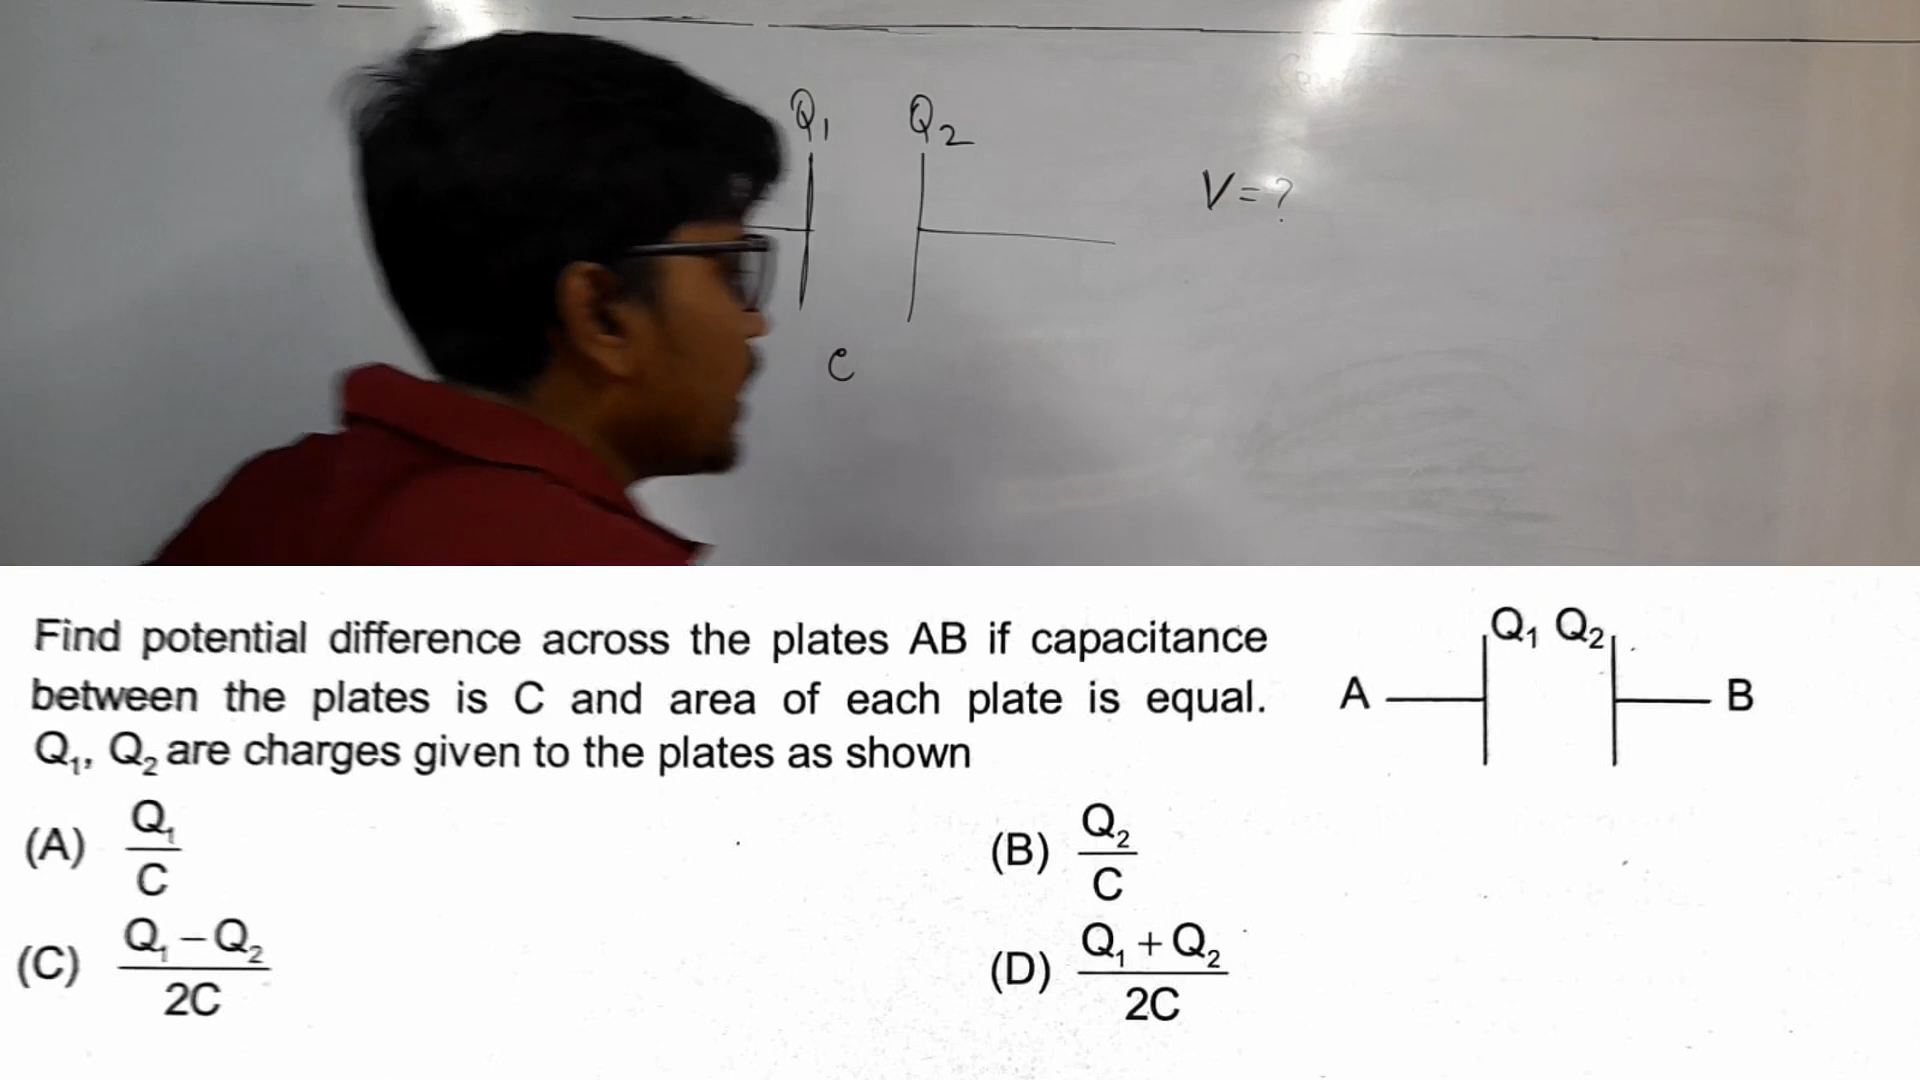 Q₁ Q₂
V = ?
C
Find potential difference across the plates AB if capacitance
between the plates is C and area of each plate is equal.
Q₁, Q₂ are charges given to the plates as shown
Q₁ Q₂
A B
(A) Q₁/C
(B) Q₂/C
(C) (Q₁ – Q₂)/2C
(D) (Q₁ + Q₂)/2C